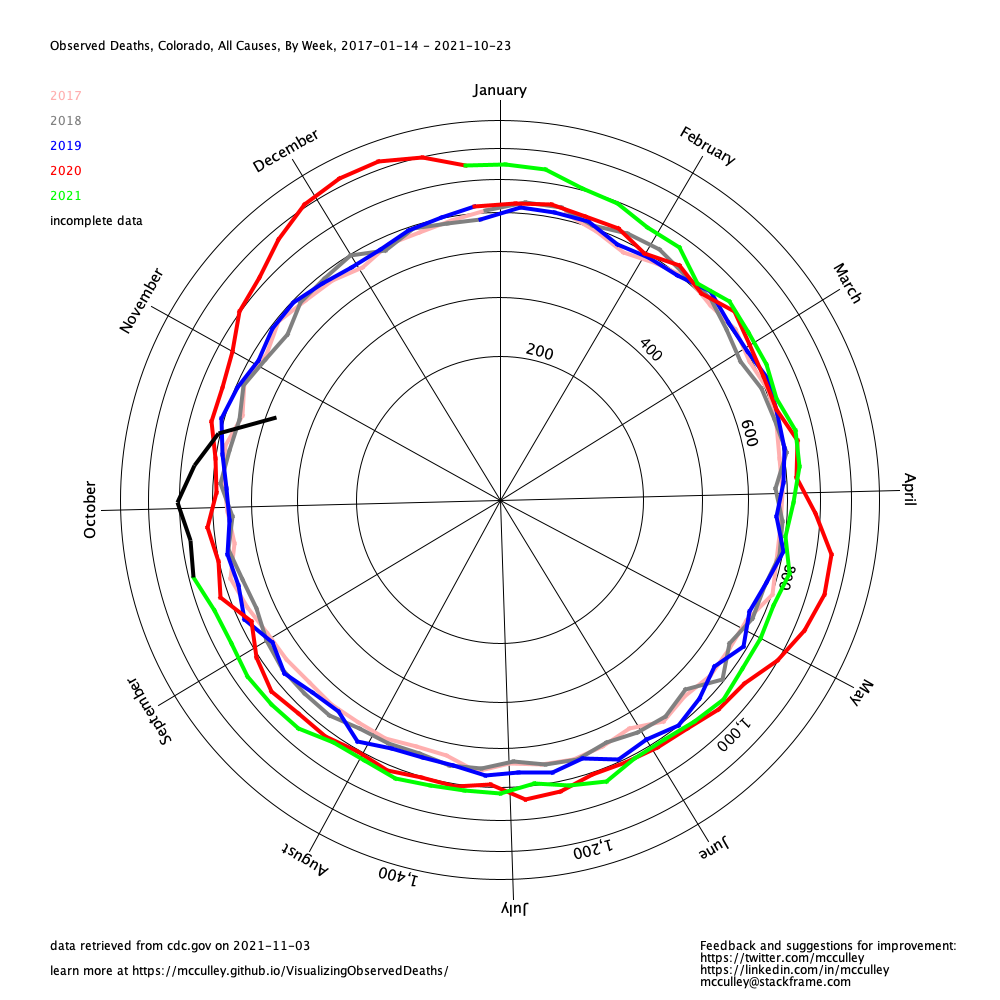 Observed Deaths, Colorado, All Causes, By Week, 2017-01-14 - 2021-10-23
2017
2018
2019
2020
2021
incomplete data
January
February
March
April
May
June
July
August
September
October
November
December
200
400
600
800
1,000
1,200
1,400
data retrieved from cdc.gov on 2021-11-03
learn more at https://mcculley.github.io/VisualizingObservedDeaths/
Feedback and suggestions for improvement:
https://twitter.com/mcculley
https://linkedin.com/in/mcculley
mcculley@stackframe.com